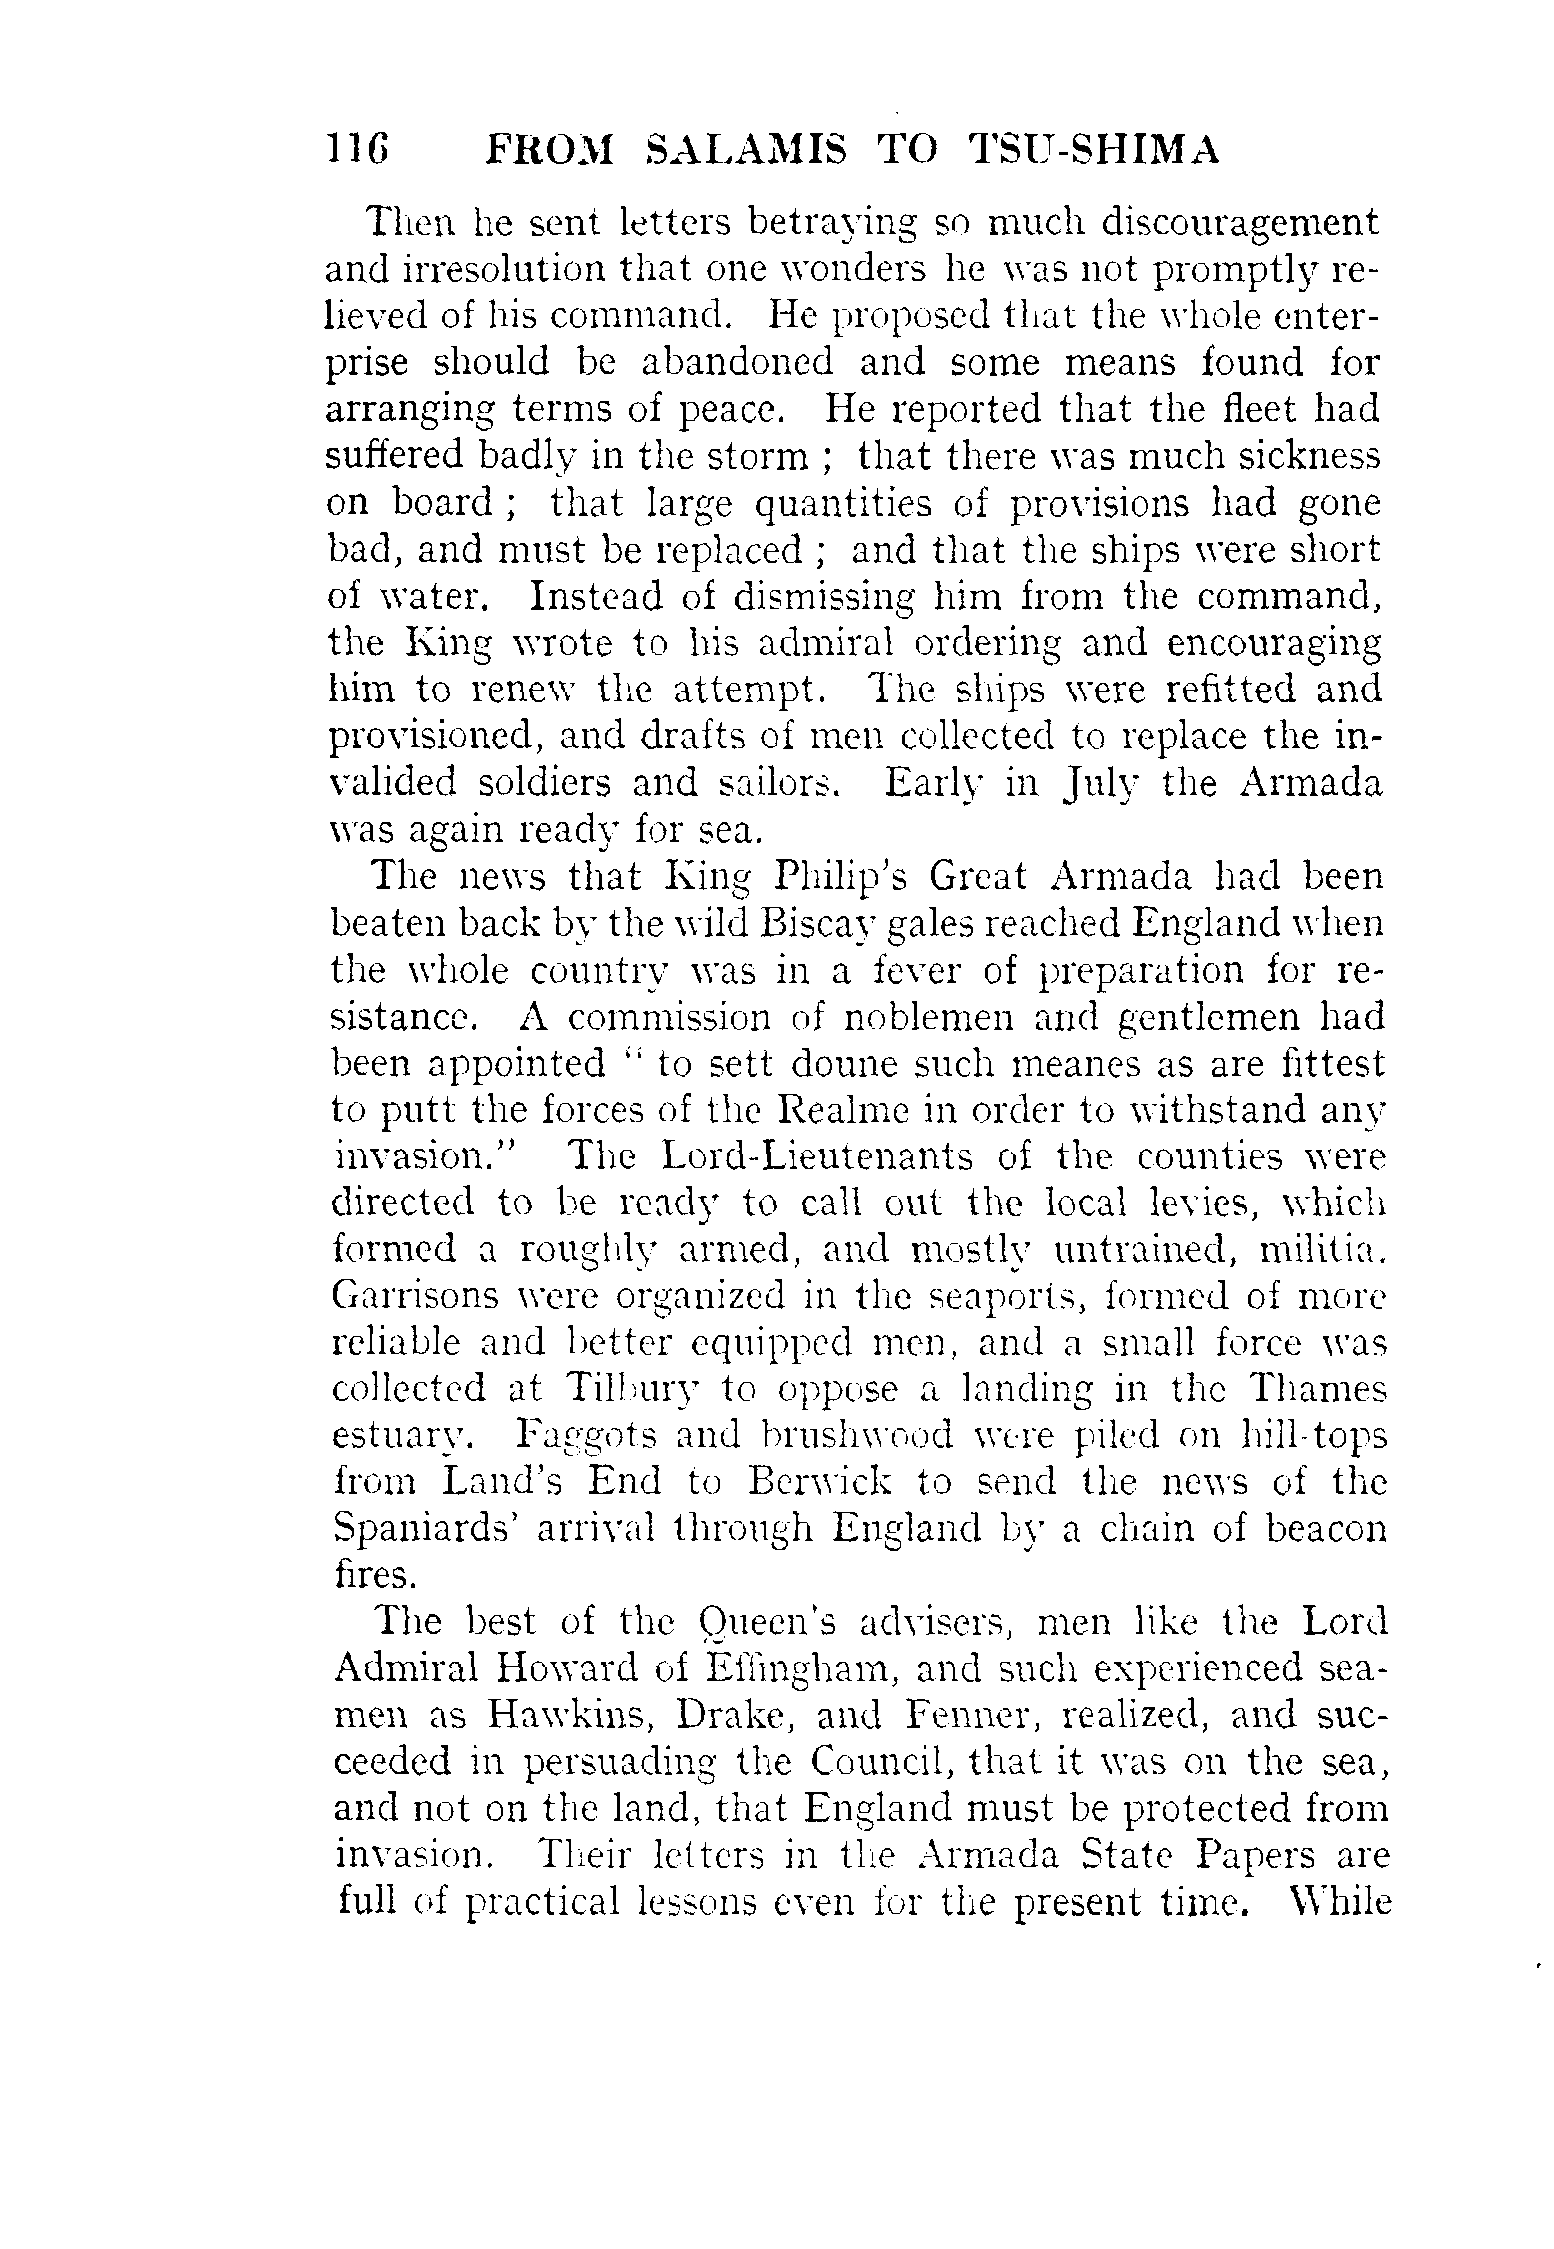 116 FROM SALAMIS TO TSU-SHIMA
Then he sent letters betraying so much discouragement
and irresolution that one wonders he was not promptly re-
lieved of his command. He proposed that the whole enter-
prise should be abandoned and some means found for
arranging terms of peace. He reported that the fleet had
suffered badly in the storm ; that there was much sickness
on board ; that large quantities of provisions had gone
bad, and must be replaced ; and that the ships were short
of water. Instead of dismissing him from the command,
the King wrote to his admiral ordering and encouraging
him to renew the attempt. The ships were refitted and
provisioned, and drafts of men collected to replace the in-
valided soldiers and sailors. Early in July the Armada
was again ready for sea.
The news that King Philip's Great Armada had been
beaten back by the wild Biscay gales reached England when
the whole country was in a fever of preparation for re-
sistance. A commission of noblemen and gentlemen had
been appointed " to sett doune such meanes as are fittest
to putt the forces of the Realme in order to withstand any
invasion." The Lord-Lieutenants of the counties were
directed to be ready to call out the local levies, which
formed a roughly armed, and mostly untrained, militia.
Garrisons were organized in the seaports, formed of more
reliable and better equipped men, and a small force was
collected at Tilbury to oppose a landing in the Thames
estuary. Faggots and brushwood were piled on hill-tops
from Land's End to Berwick to send the news of the
Spaniards' arrival through England by a chain of beacon
fires.
The best of the Queen's advisers, men like the Lord
Admiral Howard of Effingham, and such experienced sea-
men as Hawkins, Drake, and Fenner, realized, and suc-
ceeded in persuading the Council, that it was on the sea,
and not on the land, that England must be protected from
invasion. Their letters in the Armada State Papers are
full of practical lessons even for the present time. While